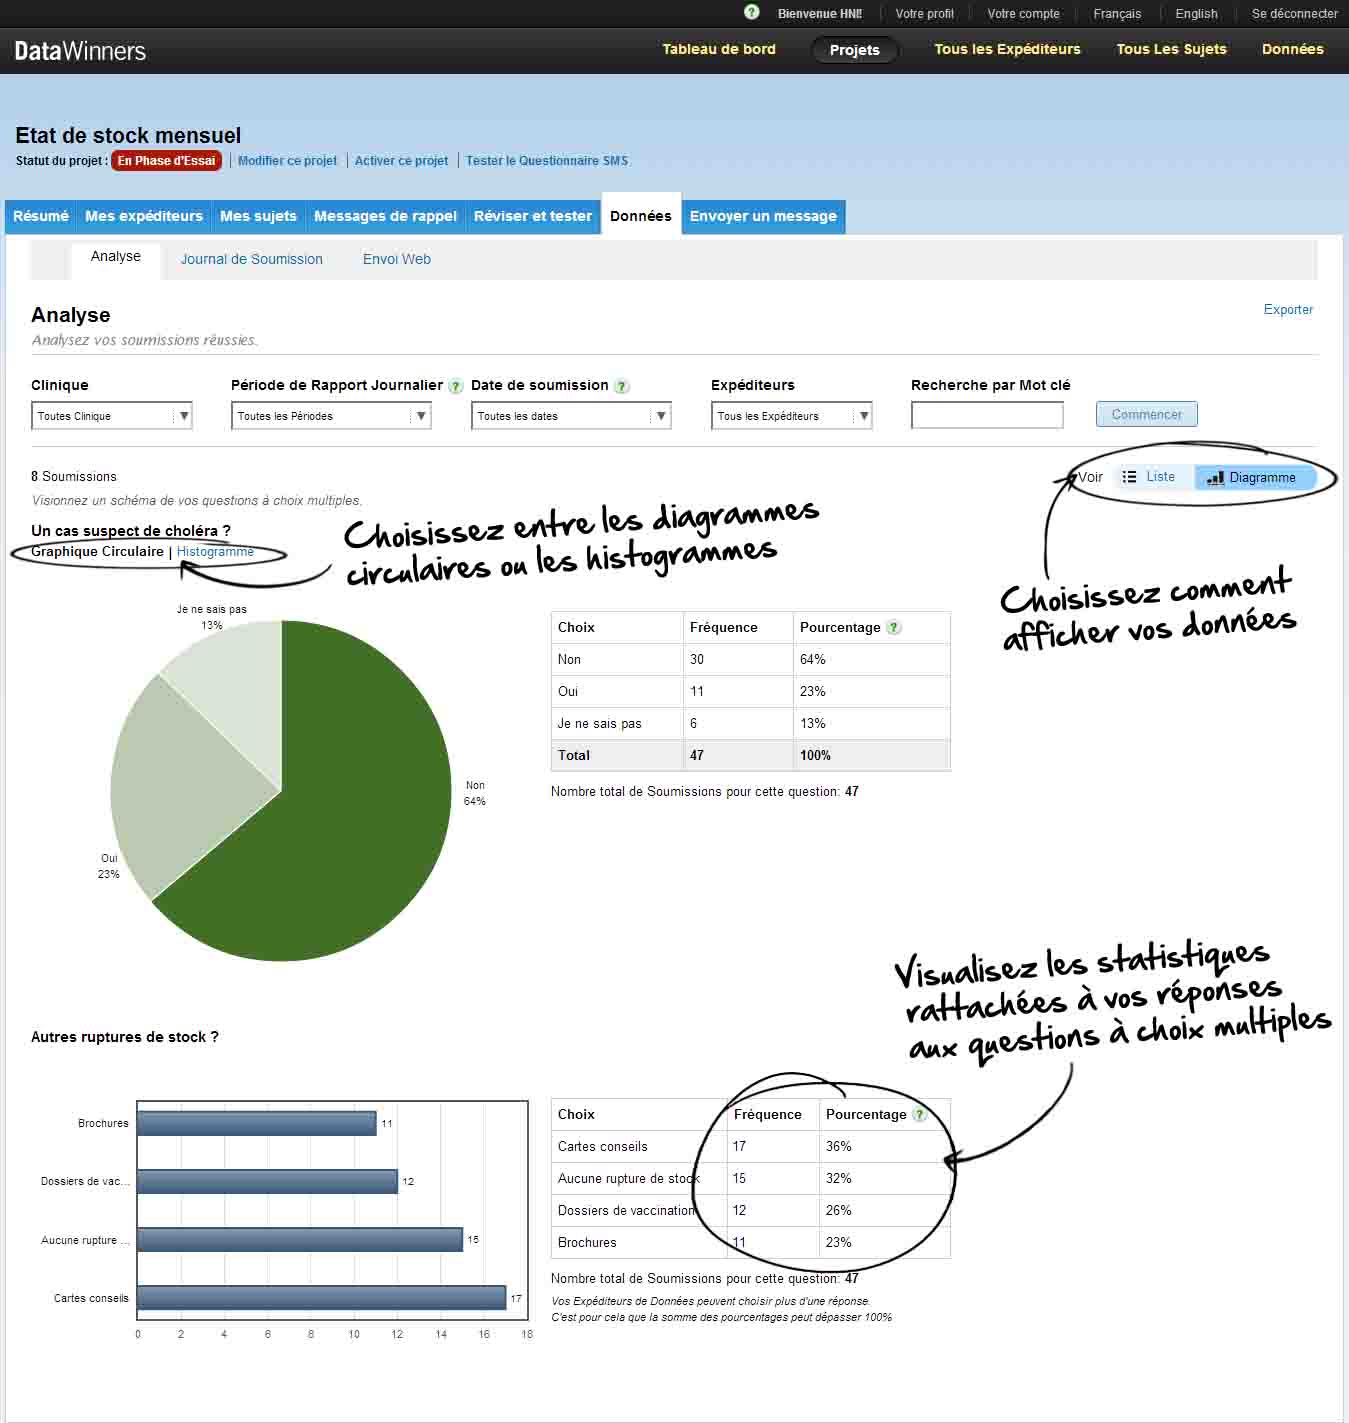 Bienvenue HNI!
Votre profil
Votre compte
Français
English
Se déconnecter
DataWinners
Tableau de bord
Projets
Tous les Expéditeurs
Tous Les Sujets
Données
Etat de stock mensuel
Statut du projet : En Phase d'Essai | Modifier ce projet | Activer ce projet | Tester le Questionnaire SMS
Résumé
Mes expéditeurs
Mes sujets
Messages de rappel
Réviser et tester
Données
Envoyer un message
Analyse
Journal de Soumission
Envoi Web
Analyse
Exporter
Analysez vos soumissions réussies.
Clinique
Période de Rapport Journalier ?
Date de soumission ?
Expéditeurs
Recherche par Mot clé
Toutes Clinique
Toutes les Périodes
Toutes les dates
Tous les Expéditeurs
Commencer
8 Soumissions
Voir
Liste
Diagramme
Visionnez un schéma de vos questions à choix multiples.
Un cas suspect de choléra ?
Graphique Circulaire | Histogramme
Choisissez entre les diagrammes
circulaires ou les histogrammes
Choisissez comment
afficher vos données
Je ne sais pas
13%
Non
64%
Oui
23%
Choix Fréquence Pourcentage ?
Non 30 64%
Oui 11 23%
Je ne sais pas 6 13%
Total 47 100%
Nombre total de Soumissions pour cette question: 47
Visualisez les statistiques
rattachées à vos réponses
aux questions à choix multiples
Autres ruptures de stock ?
Brochures 11
Dossiers de vac... 12
Aucune rupture ... 15
Cartes conseils 17
0 2 4 6 8 10 12 14 16 18
Choix Fréquence Pourcentage ?
Cartes conseils 17 36%
Aucune rupture de stock 15 32%
Dossiers de vaccination 12 26%
Brochures 11 23%
Nombre total de Soumissions pour cette question: 47
Vos Expéditeurs de Données peuvent choisir plus d'une réponse.
C'est pour cela que la somme des pourcentages peut dépasser 100%